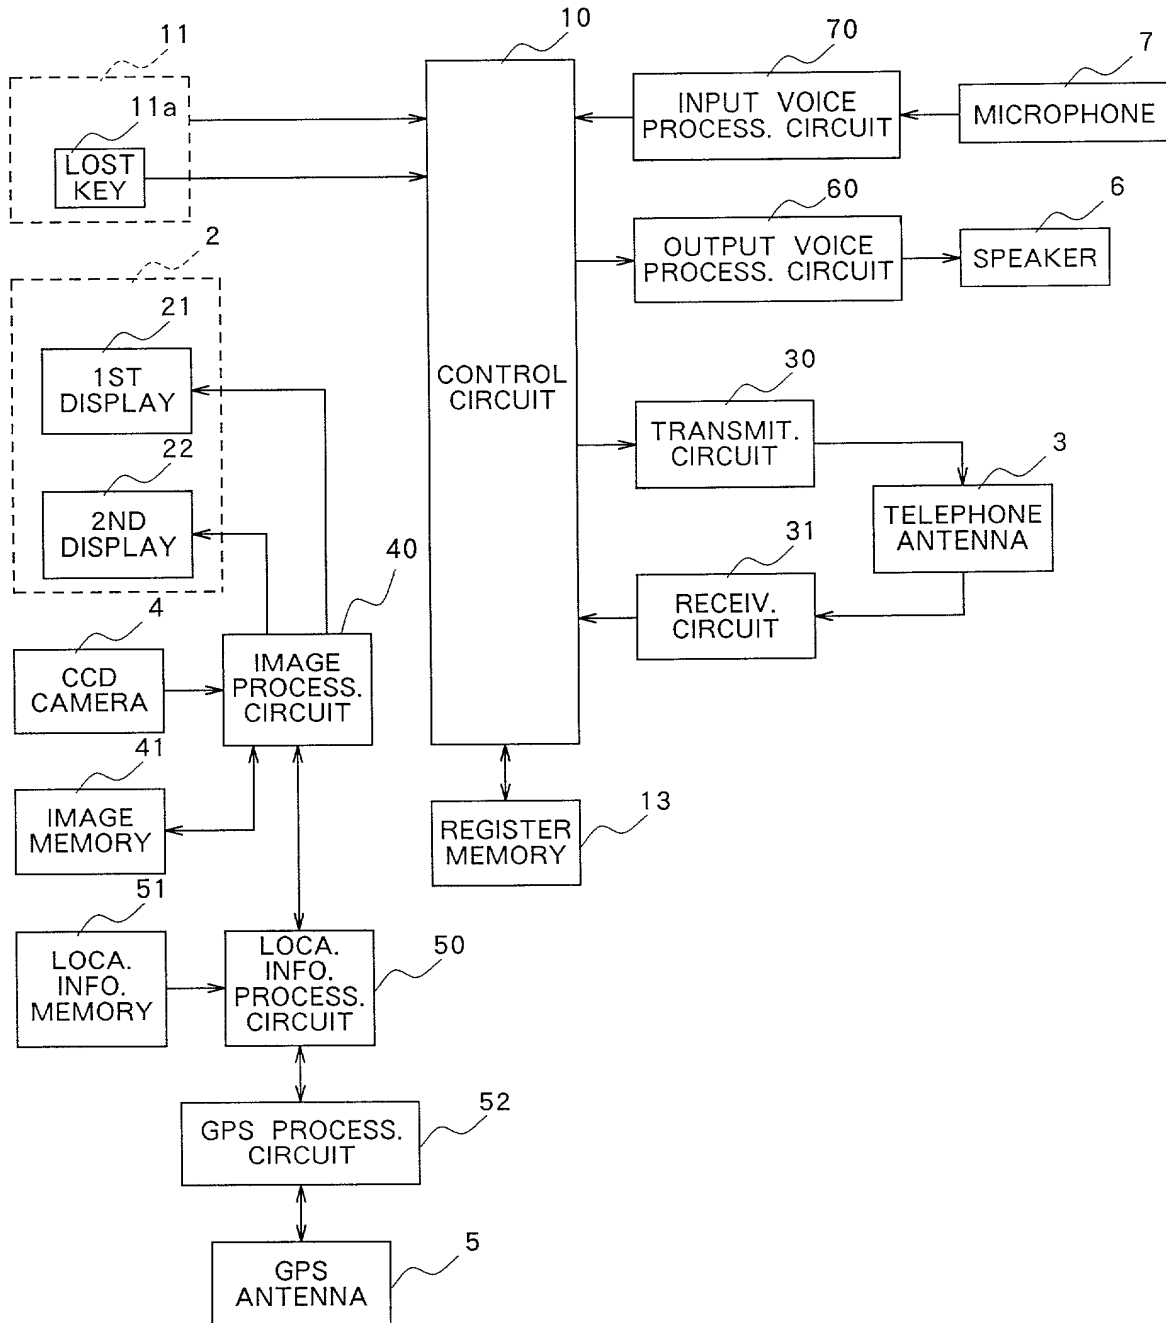 11
11a
LOST
KEY
10
70
INPUT VOICE
PROCESS. CIRCUIT
7
MICROPHONE
60
OUTPUT VOICE
PROCESS. CIRCUIT
6
SPEAKER
2
21
1ST
DISPLAY
22
2ND
DISPLAY
CONTROL
CIRCUIT
30
TRANSMIT.
CIRCUIT
3
TELEPHONE
ANTENNA
31
RECEIV.
CIRCUIT
40
IMAGE
PROCESS.
CIRCUIT
4
CCD
CAMERA
41
IMAGE
MEMORY
13
REGISTER
MEMORY
51
LOCA.
INFO.
MEMORY
50
LOCA.
INFO.
PROCESS.
CIRCUIT
52
GPS PROCESS.
CIRCUIT
5
GPS
ANTENNA